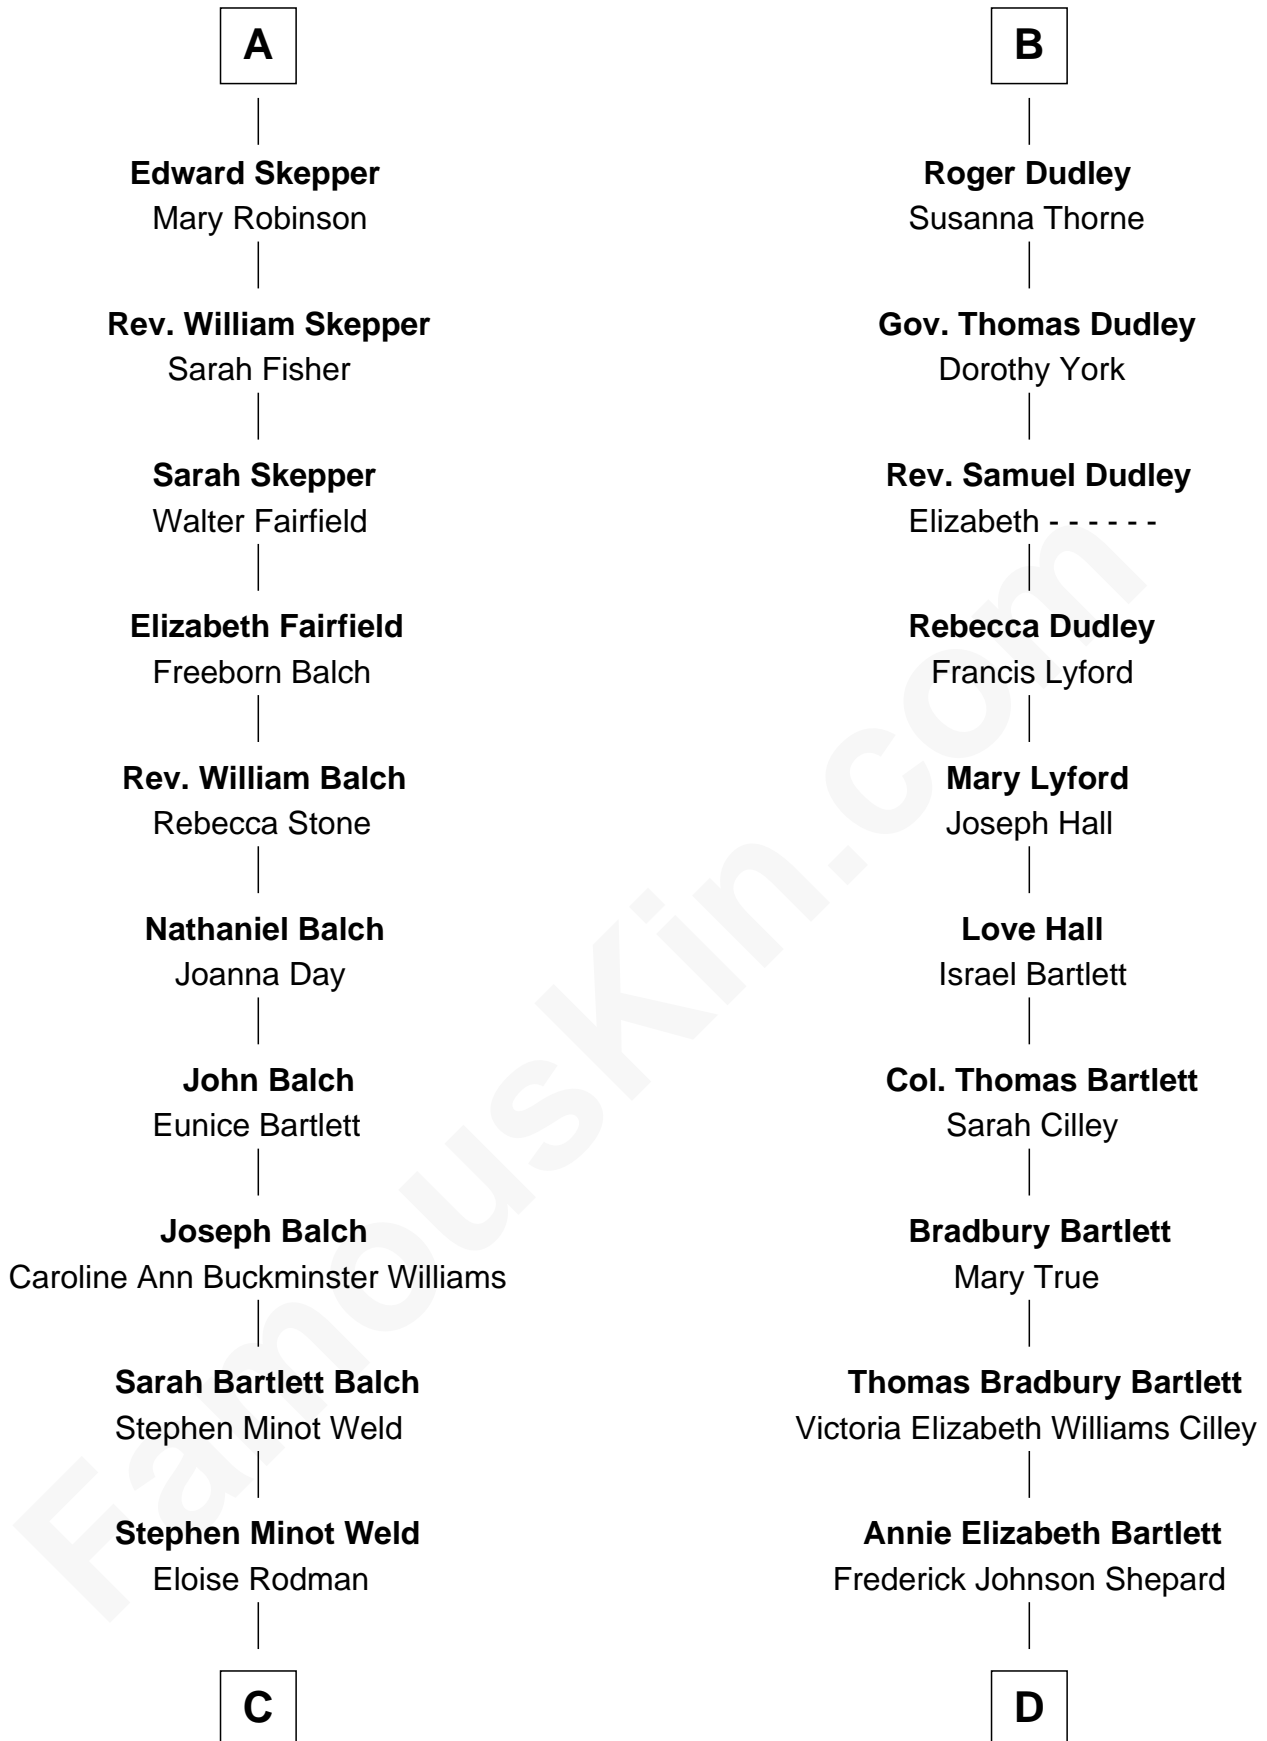 A
Edward Skepper
Mary Robinson
Rev. William Skepper
Sarah Fisher
Sarah Skepper
Walter Fairfield
Elizabeth Fairfield
Freeborn Balch
Rev. William Balch
Rebecca Stone
Nathaniel Balch
Joanna Day
John Balch
Eunice Bartlett
Joseph Balch
Caroline Ann Buckminster Williams
Sarah Bartlett Balch
Stephen Minot Weld
Stephen Minot Weld
Eloise Rodman
C
B
Roger Dudley
Susanna Thorne
Gov. Thomas Dudley
Dorothy York
Rev. Samuel Dudley
Elizabeth - - - - - -
Rebecca Dudley
Francis Lyford
Mary Lyford
Joseph Hall
Love Hall
Israel Bartlett
Col. Thomas Bartlett
Sarah Cilley
Bradbury Bartlett
Mary True
Thomas Bradbury Bartlett
Victoria Elizabeth Williams Cilley
Annie Elizabeth Bartlett
Frederick Johnson Shepard
D
FamousKin.com